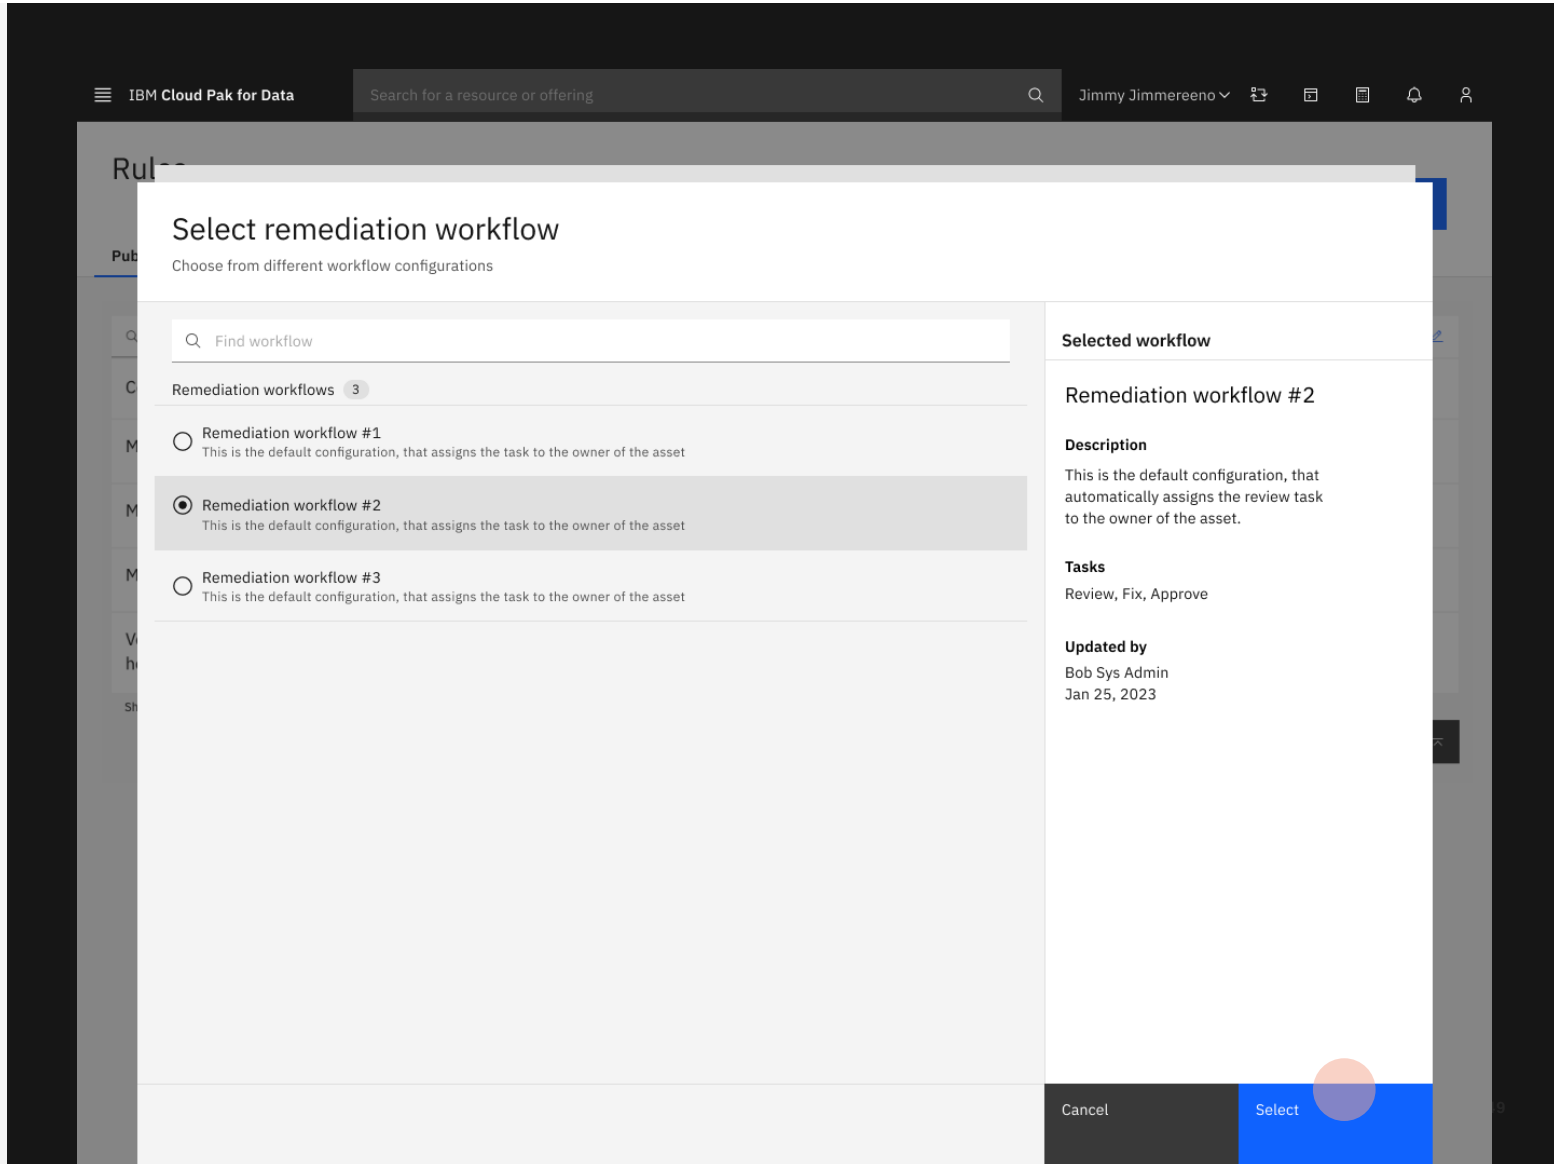 IBM Cloud Pak for Data
Search for a resource or offering
Jimmy Jimmereeno
Select remediation workflow
Choose from different workflow configurations
Find workflow
Remediation workflows 3
Remediation workflow #1
This is the default configuration, that assigns the task to the owner of the asset
Remediation workflow #2
This is the default configuration, that assigns the task to the owner of the asset
Remediation workflow #3
This is the default configuration, that assigns the task to the owner of the asset
Selected workflow
Remediation workflow #2
Description
This is the default configuration, that
automatically assigns the review task
to the owner of the asset.
Tasks
Review, Fix, Approve
Updated by
Bob Sys Admin
Jan 25, 2023
Cancel
Select